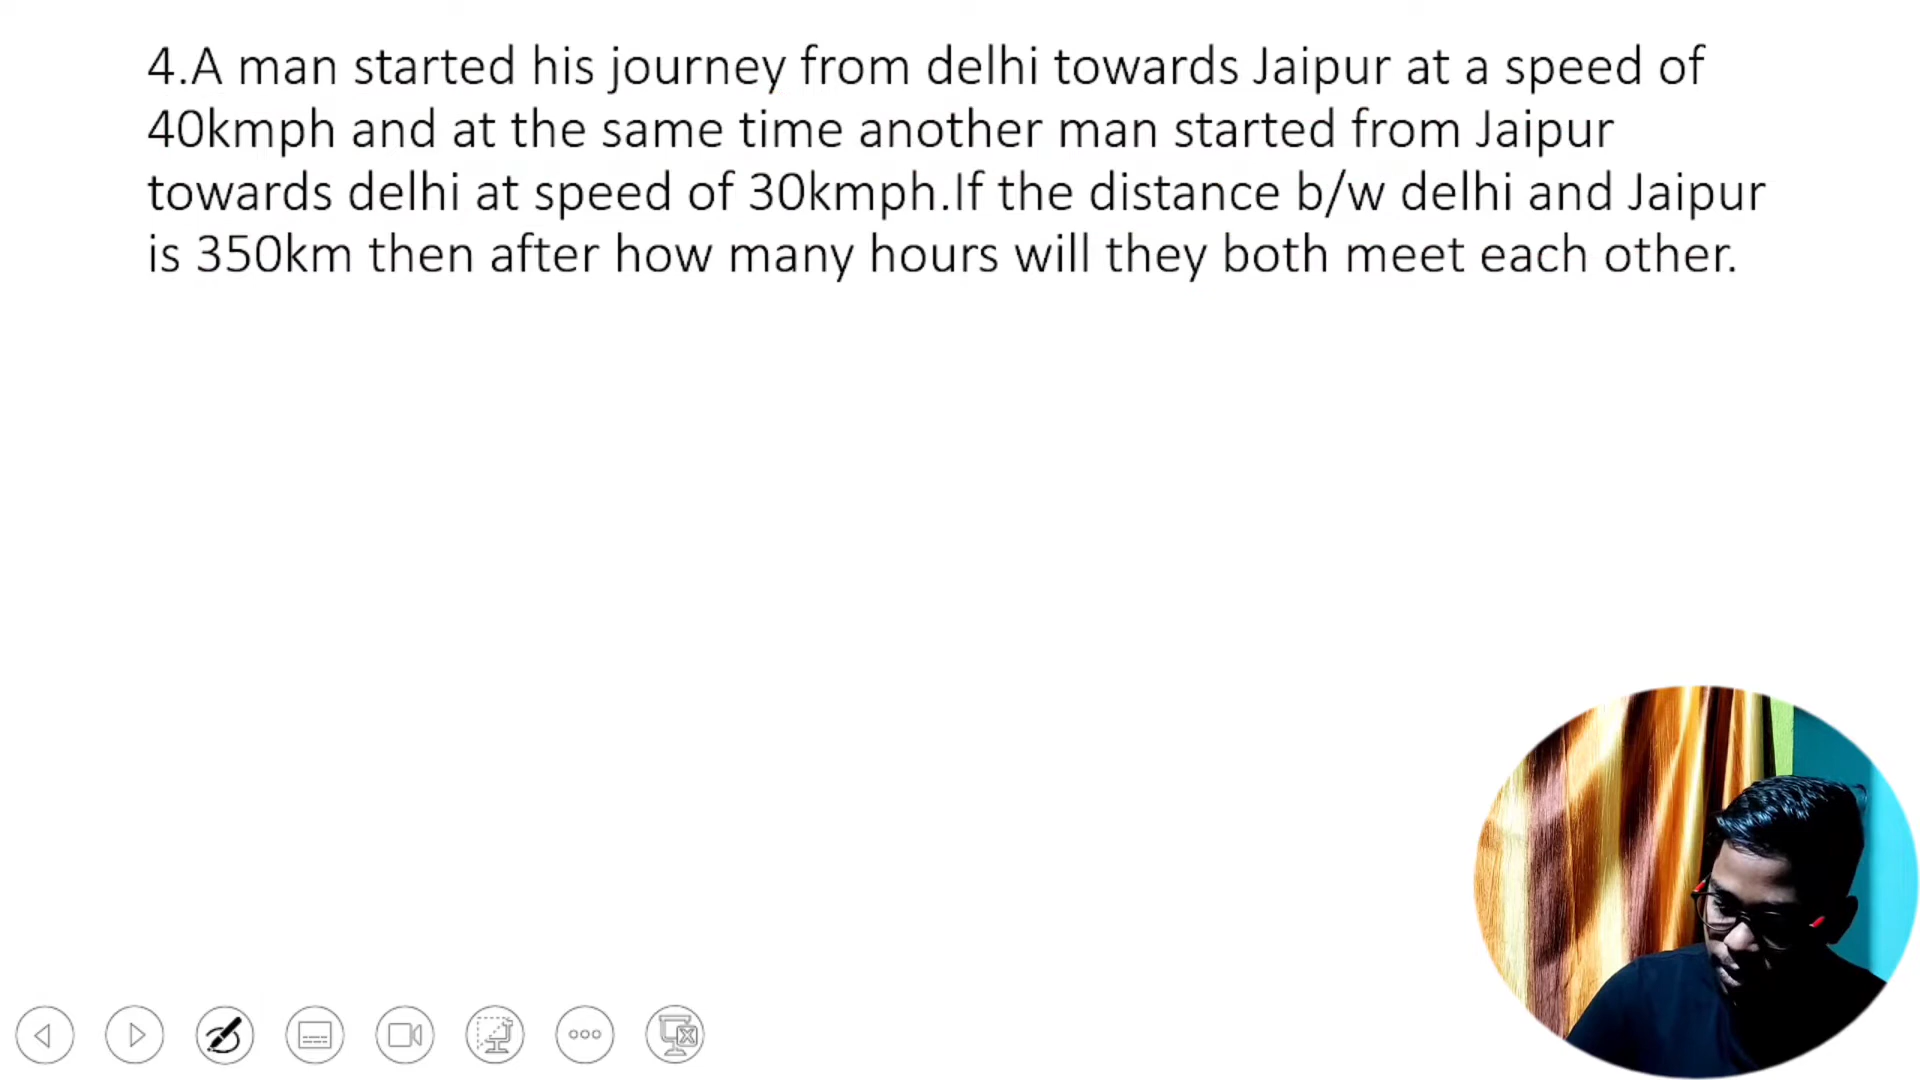 4.A man started his journey from delhi towards Jaipur at a speed of
40kmph and at the same time another man started from Jaipur
towards delhi at speed of 30kmph.If the distance b/w delhi and Jaipur
is 350km then after how many hours will they both meet each other.